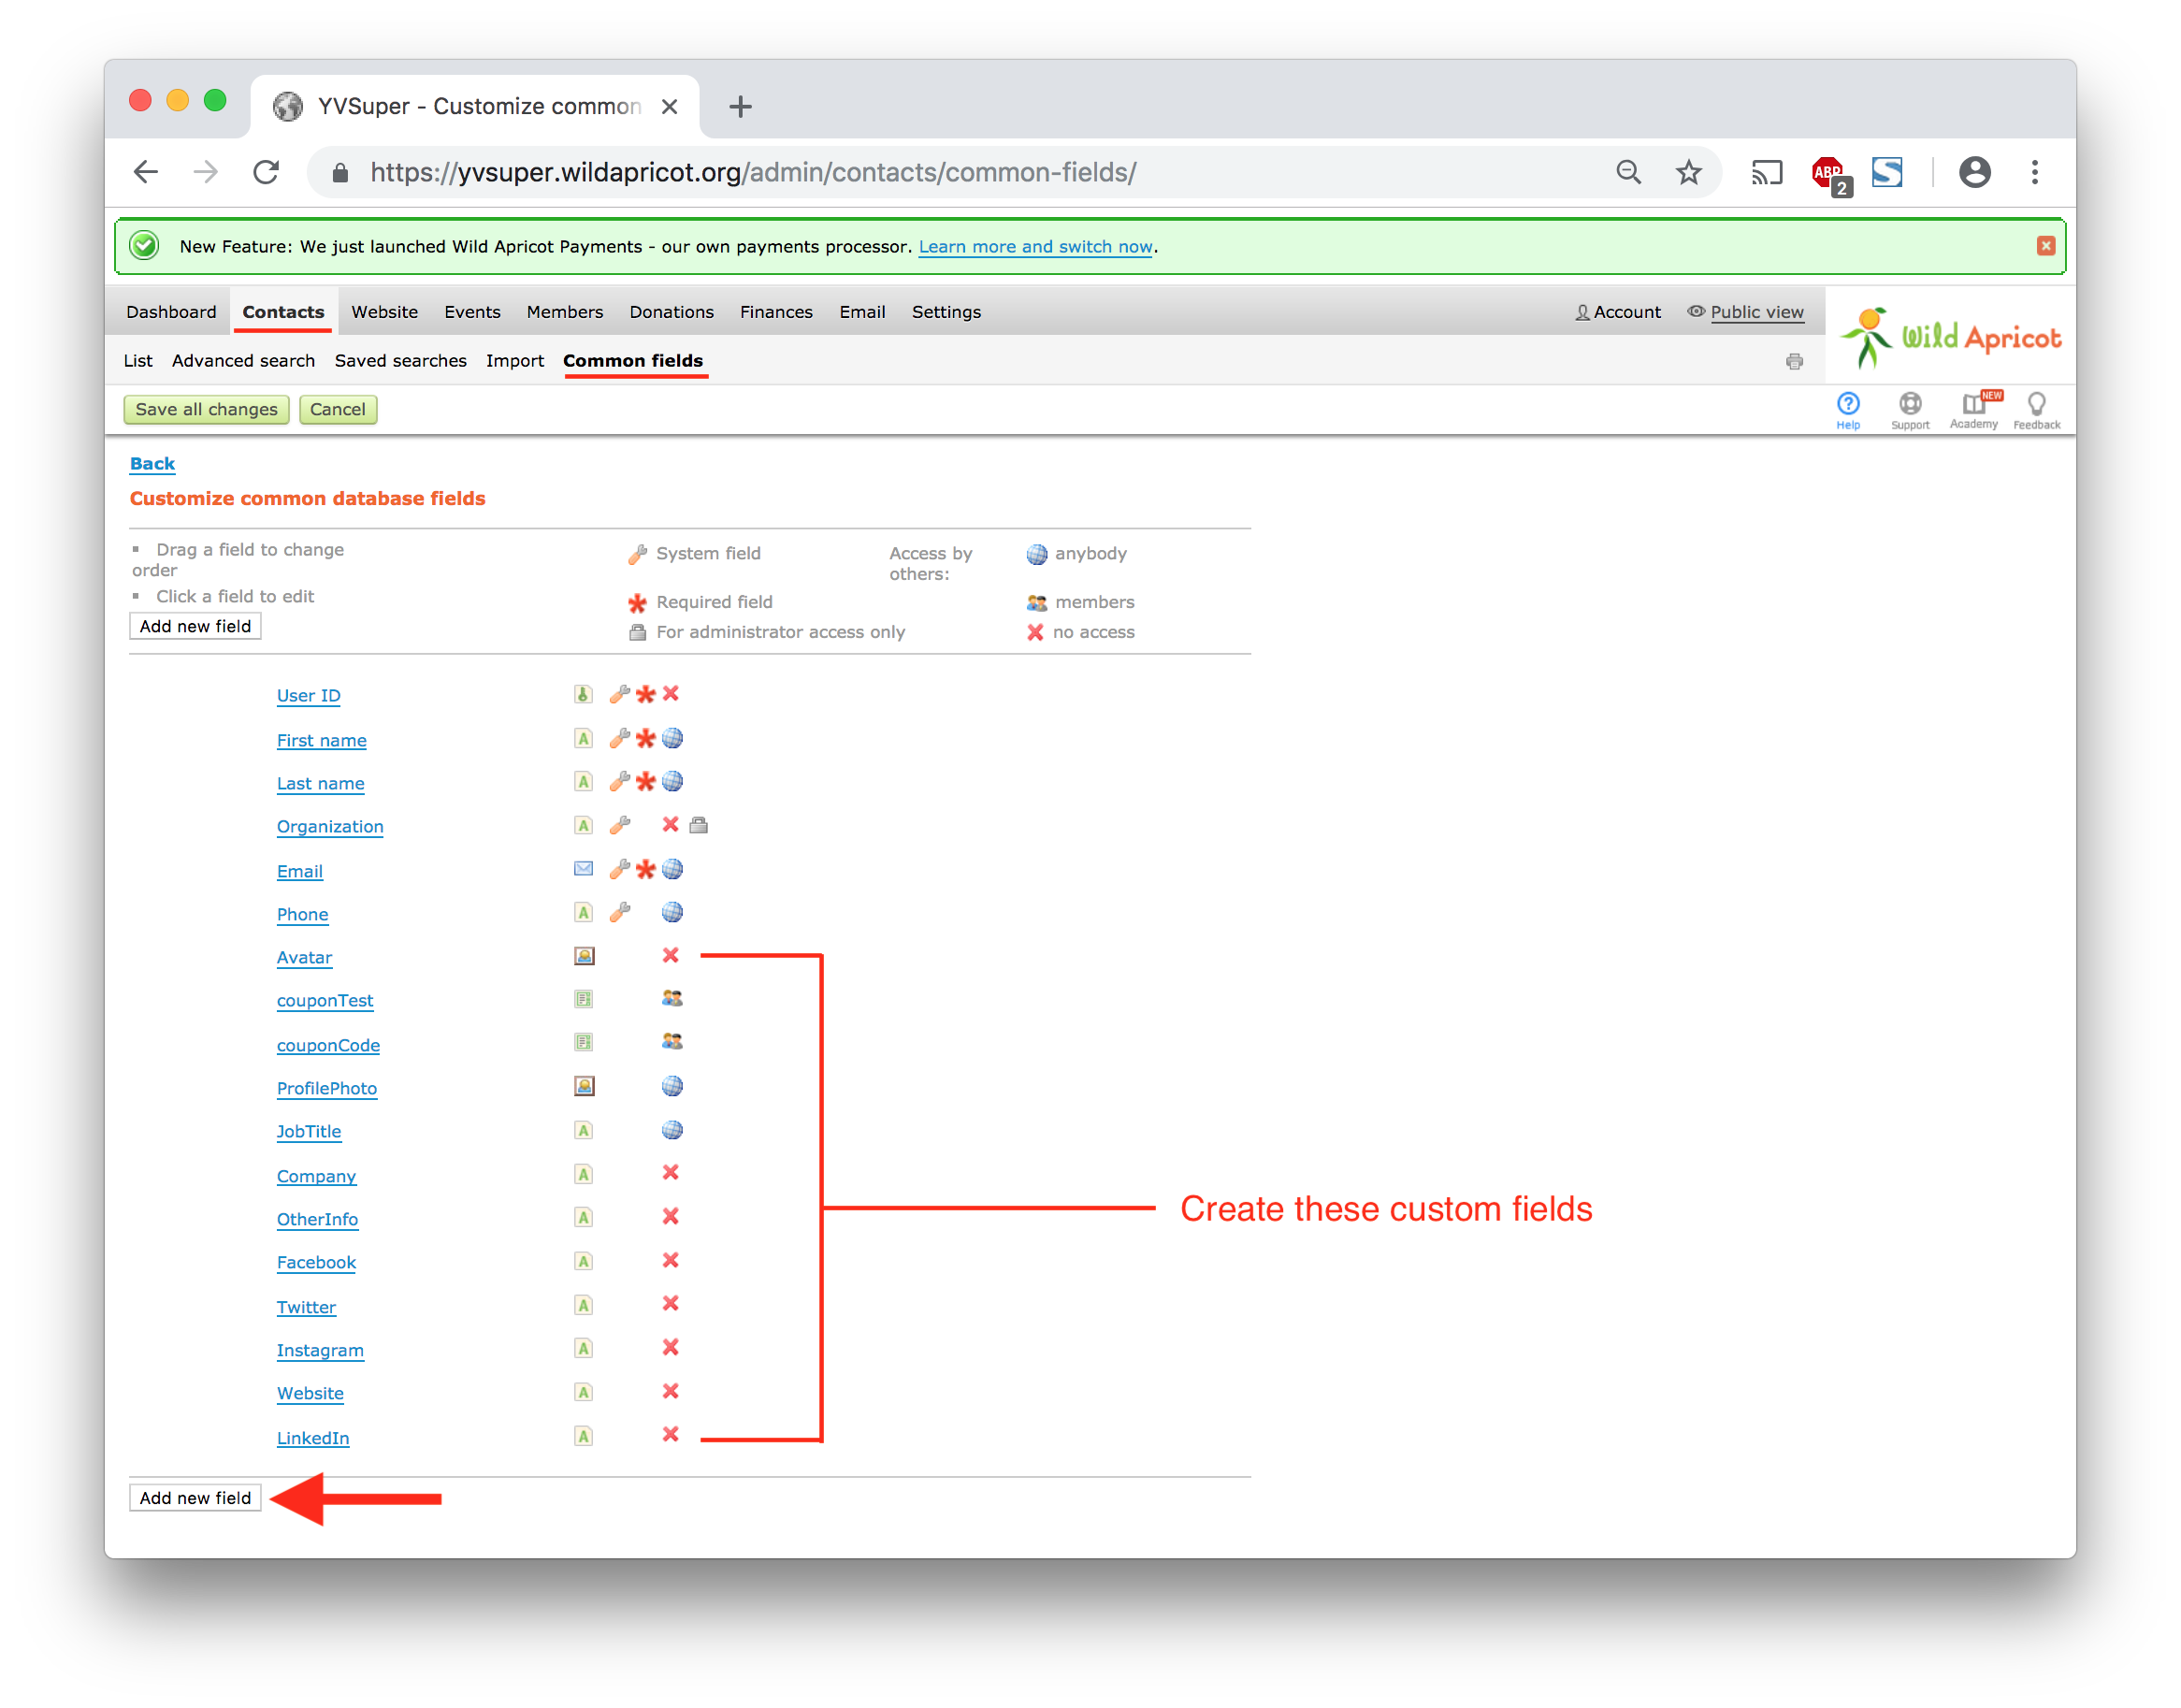 YVSuper - Customize common
https://yvsuper.wildapricot.org/admin/contacts/common-fields/
ABP
2
New Feature: We just launched Wild Apricot Payments - our own payments processor. Learn more and switch now.
Dashboard Contacts Website Events Members Donations Finances Email Settings Account Public view
Wild Apricot
List Advanced search Saved searches Import Common fields
Save all changes Cancel
NEW
Help Support Academy Feedback
Back
Customize common database fields
Drag a field to change
order
Click a field to edit
Add new field
System field
Required field
For administrator access only
Access by
others:
anybody
members
no access
User ID
First name
Last name
Organization
Email
Phone
Avatar
couponTest
couponCode
ProfilePhoto
JobTitle
Company
OtherInfo
Facebook
Twitter
Instagram
Website
LinkedIn
Create these custom fields
Add new field